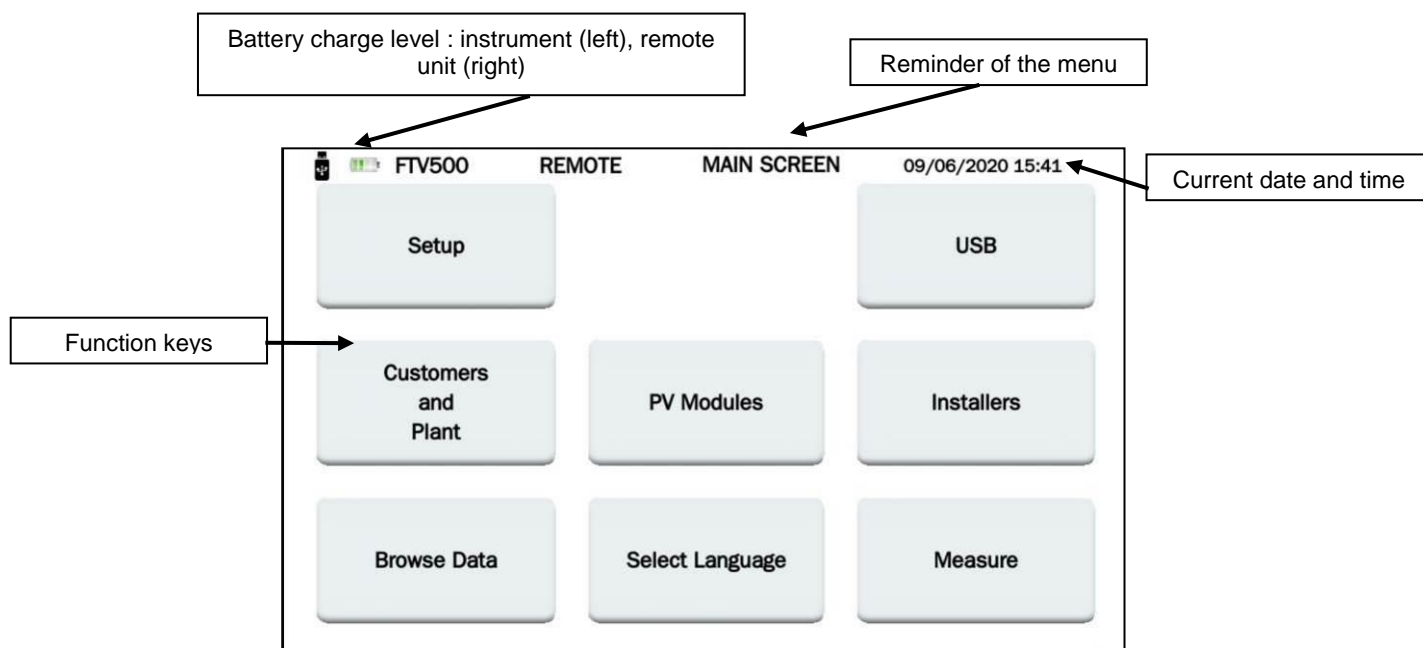 Battery charge level : instrument (left), remote
unit (right)
Reminder of the menu
FTV500 REMOTE MAIN SCREEN 09/06/2020 15:41
Current date and time
Setup
USB
Function keys
Customers
and
Plant
PV Modules
Installers
Browse Data
Select Language
Measure